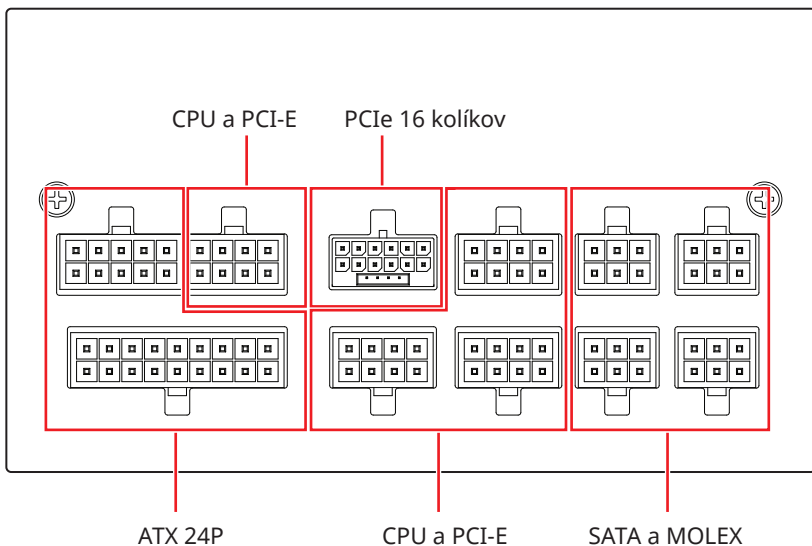 CPU a PCI-E
PCIe 16 kolíkov
ATX 24P
CPU a PCI-E
SATA a MOLEX